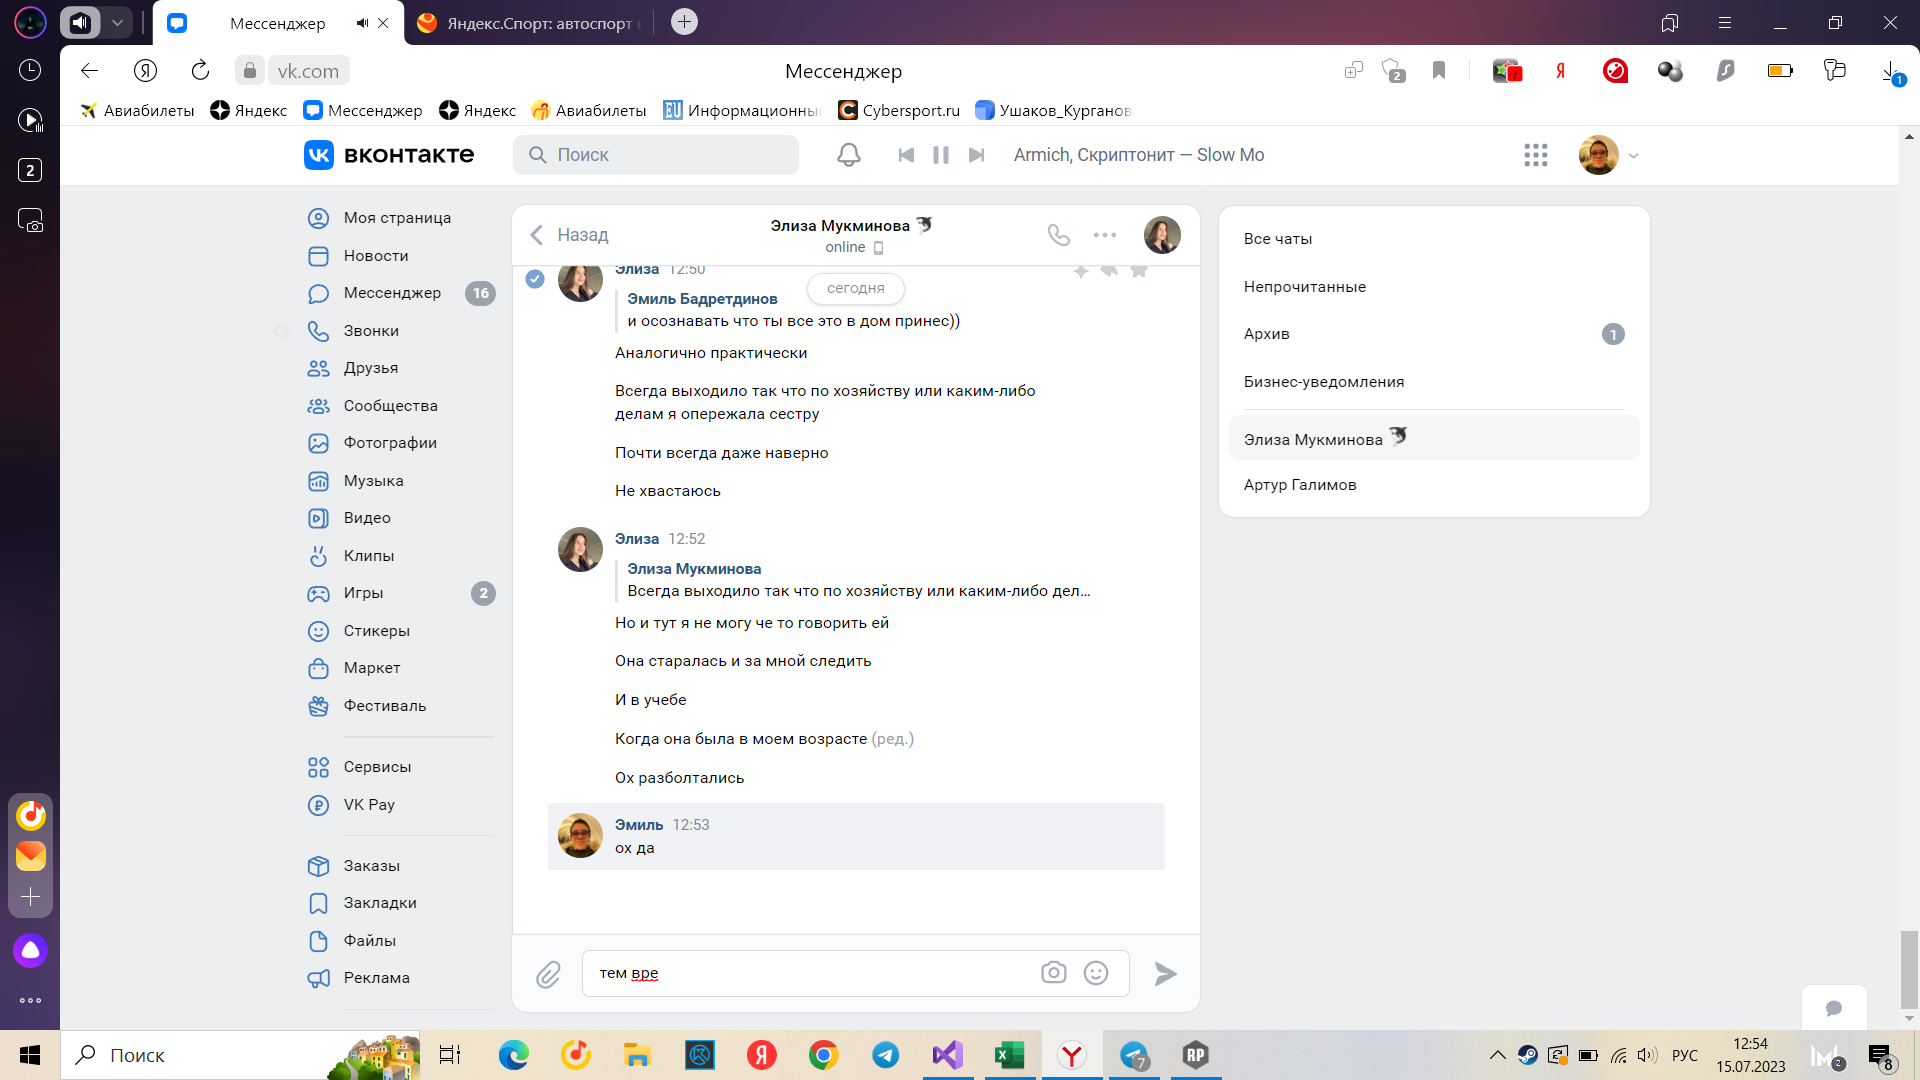 Мессенджер
Яндекс.Спорт: автоспорт
vk.com
Мессенджер
2
1
Авиабилеты
Яндекс
Мессенджер
Яндекс
Авиабилеты
Информационны
Cybersport.ru
Ушаков_Курганов
2
вконтакте
Поиск
Armich, Скриптонит — Slow Mo
Моя страница
Новости
Мессенджер 16
Звонки
Друзья
Сообщества
Фотографии
Музыка
Видео
Клипы
Игры 2
Стикеры
Маркет
Фестиваль
Сервисы
VK Pay
Заказы
Закладки
Файлы
Реклама
Назад
Элиза Мукминова
online
Элиза 12:50
сегодня
Эмиль Бадретдинов
и осознавать что ты все это в дом принес))
Аналогично практически
Всегда выходило так что по хозяйству или каким-либо
делам я опережала сестру
Почти всегда даже наверно
Не хвастаюсь
Элиза 12:52
Элиза Мукминова
Всегда выходило так что по хозяйству или каким-либо дел...
Но и тут я не могу че то говорить ей
Она старалась и за мной следить
И в учебе
Когда она была в моем возрасте (ред.)
Ох разболтались
Эмиль 12:53
ох да
тем вре
Все чаты
Непрочитанные
Архив 1
Бизнес-уведомления
Элиза Мукминова
Артур Галимов
Поиск
7
RP
РУС
12:54
15.07.2023
2
8